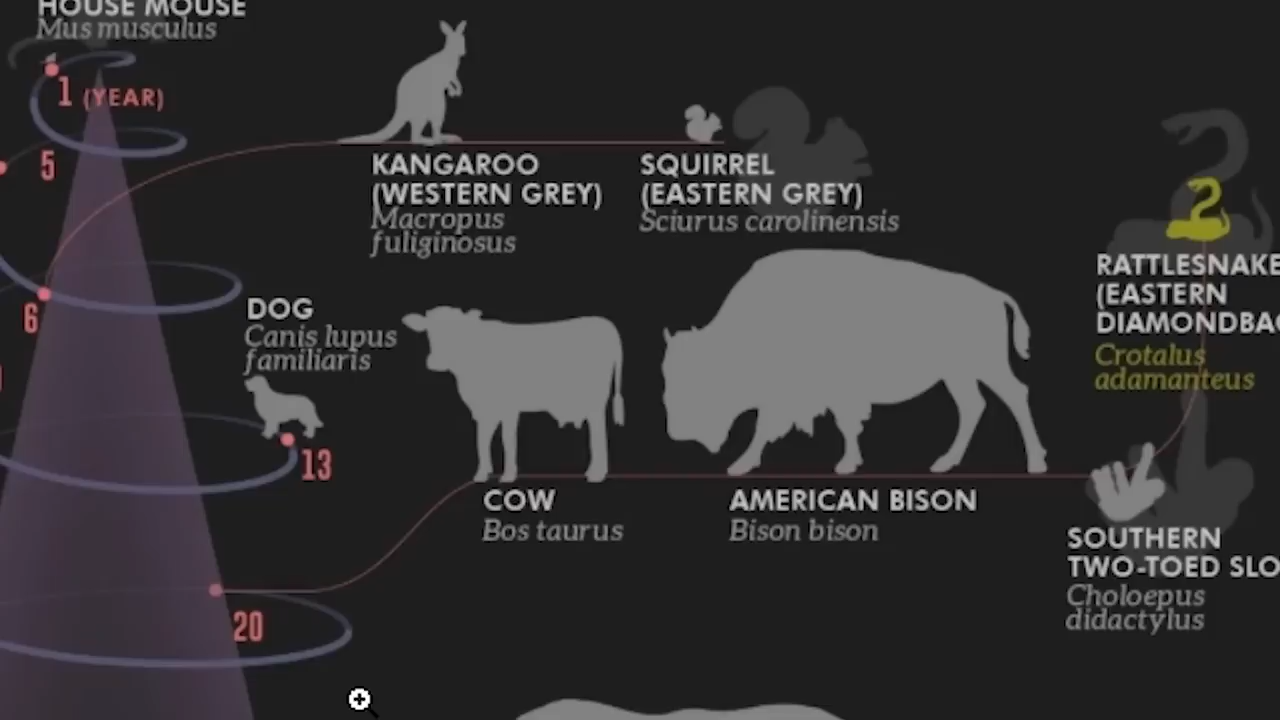 HOUSE MOUSE
Mus musculus
1 (YEAR)
5
6
KANGAROO
(WESTERN GREY)
Macropus
fuliginosus
SQUIRREL
(EASTERN GREY)
Sciurus carolinensis
DOG
Canis lupus
familiaris
13
RATTLESNAKE
(EASTERN
DIAMONDBAC
Crotalus
adamanteus
COW
Bos taurus
AMERICAN BISON
Bison bison
SOUTHERN
TWO-TOED SLO
Choloepus
didactylus
20